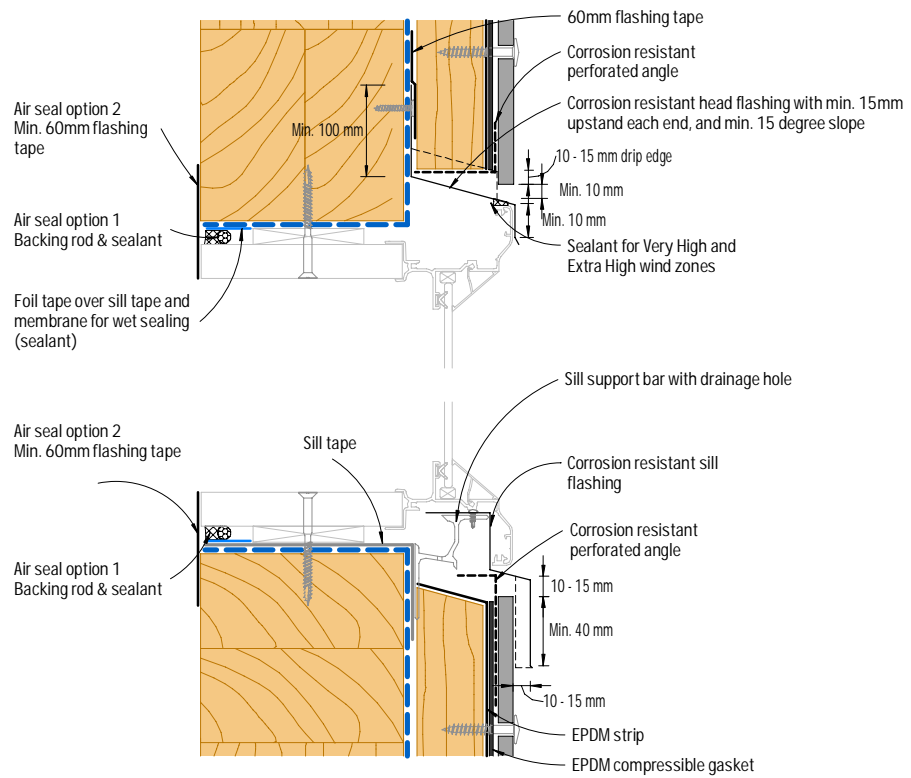 60mm flashing tape
Corrosion resistant
perforated angle
Corrosion resistant head flashing with min. 15mm
upstand each end, and min. 15 degree slope
Air seal option 2
Min. 60mm flashing
tape
Min. 100 mm
10 - 15 mm drip edge
Min. 10 mm
Min. 10 mm
Air seal option 1
Backing rod & sealant
Sealant for Very High and
Extra High wind zones
Foil tape over sill tape and
membrane for wet sealing
(sealant)
Sill support bar with drainage hole
Air seal option 2
Min. 60mm flashing tape
Sill tape
Corrosion resistant sill
flashing
Corrosion resistant
perforated angle
Air seal option 1
Backing rod & sealant
10 - 15 mm
Min. 40 mm
10 - 15 mm
EPDM strip
EPDM compressible gasket